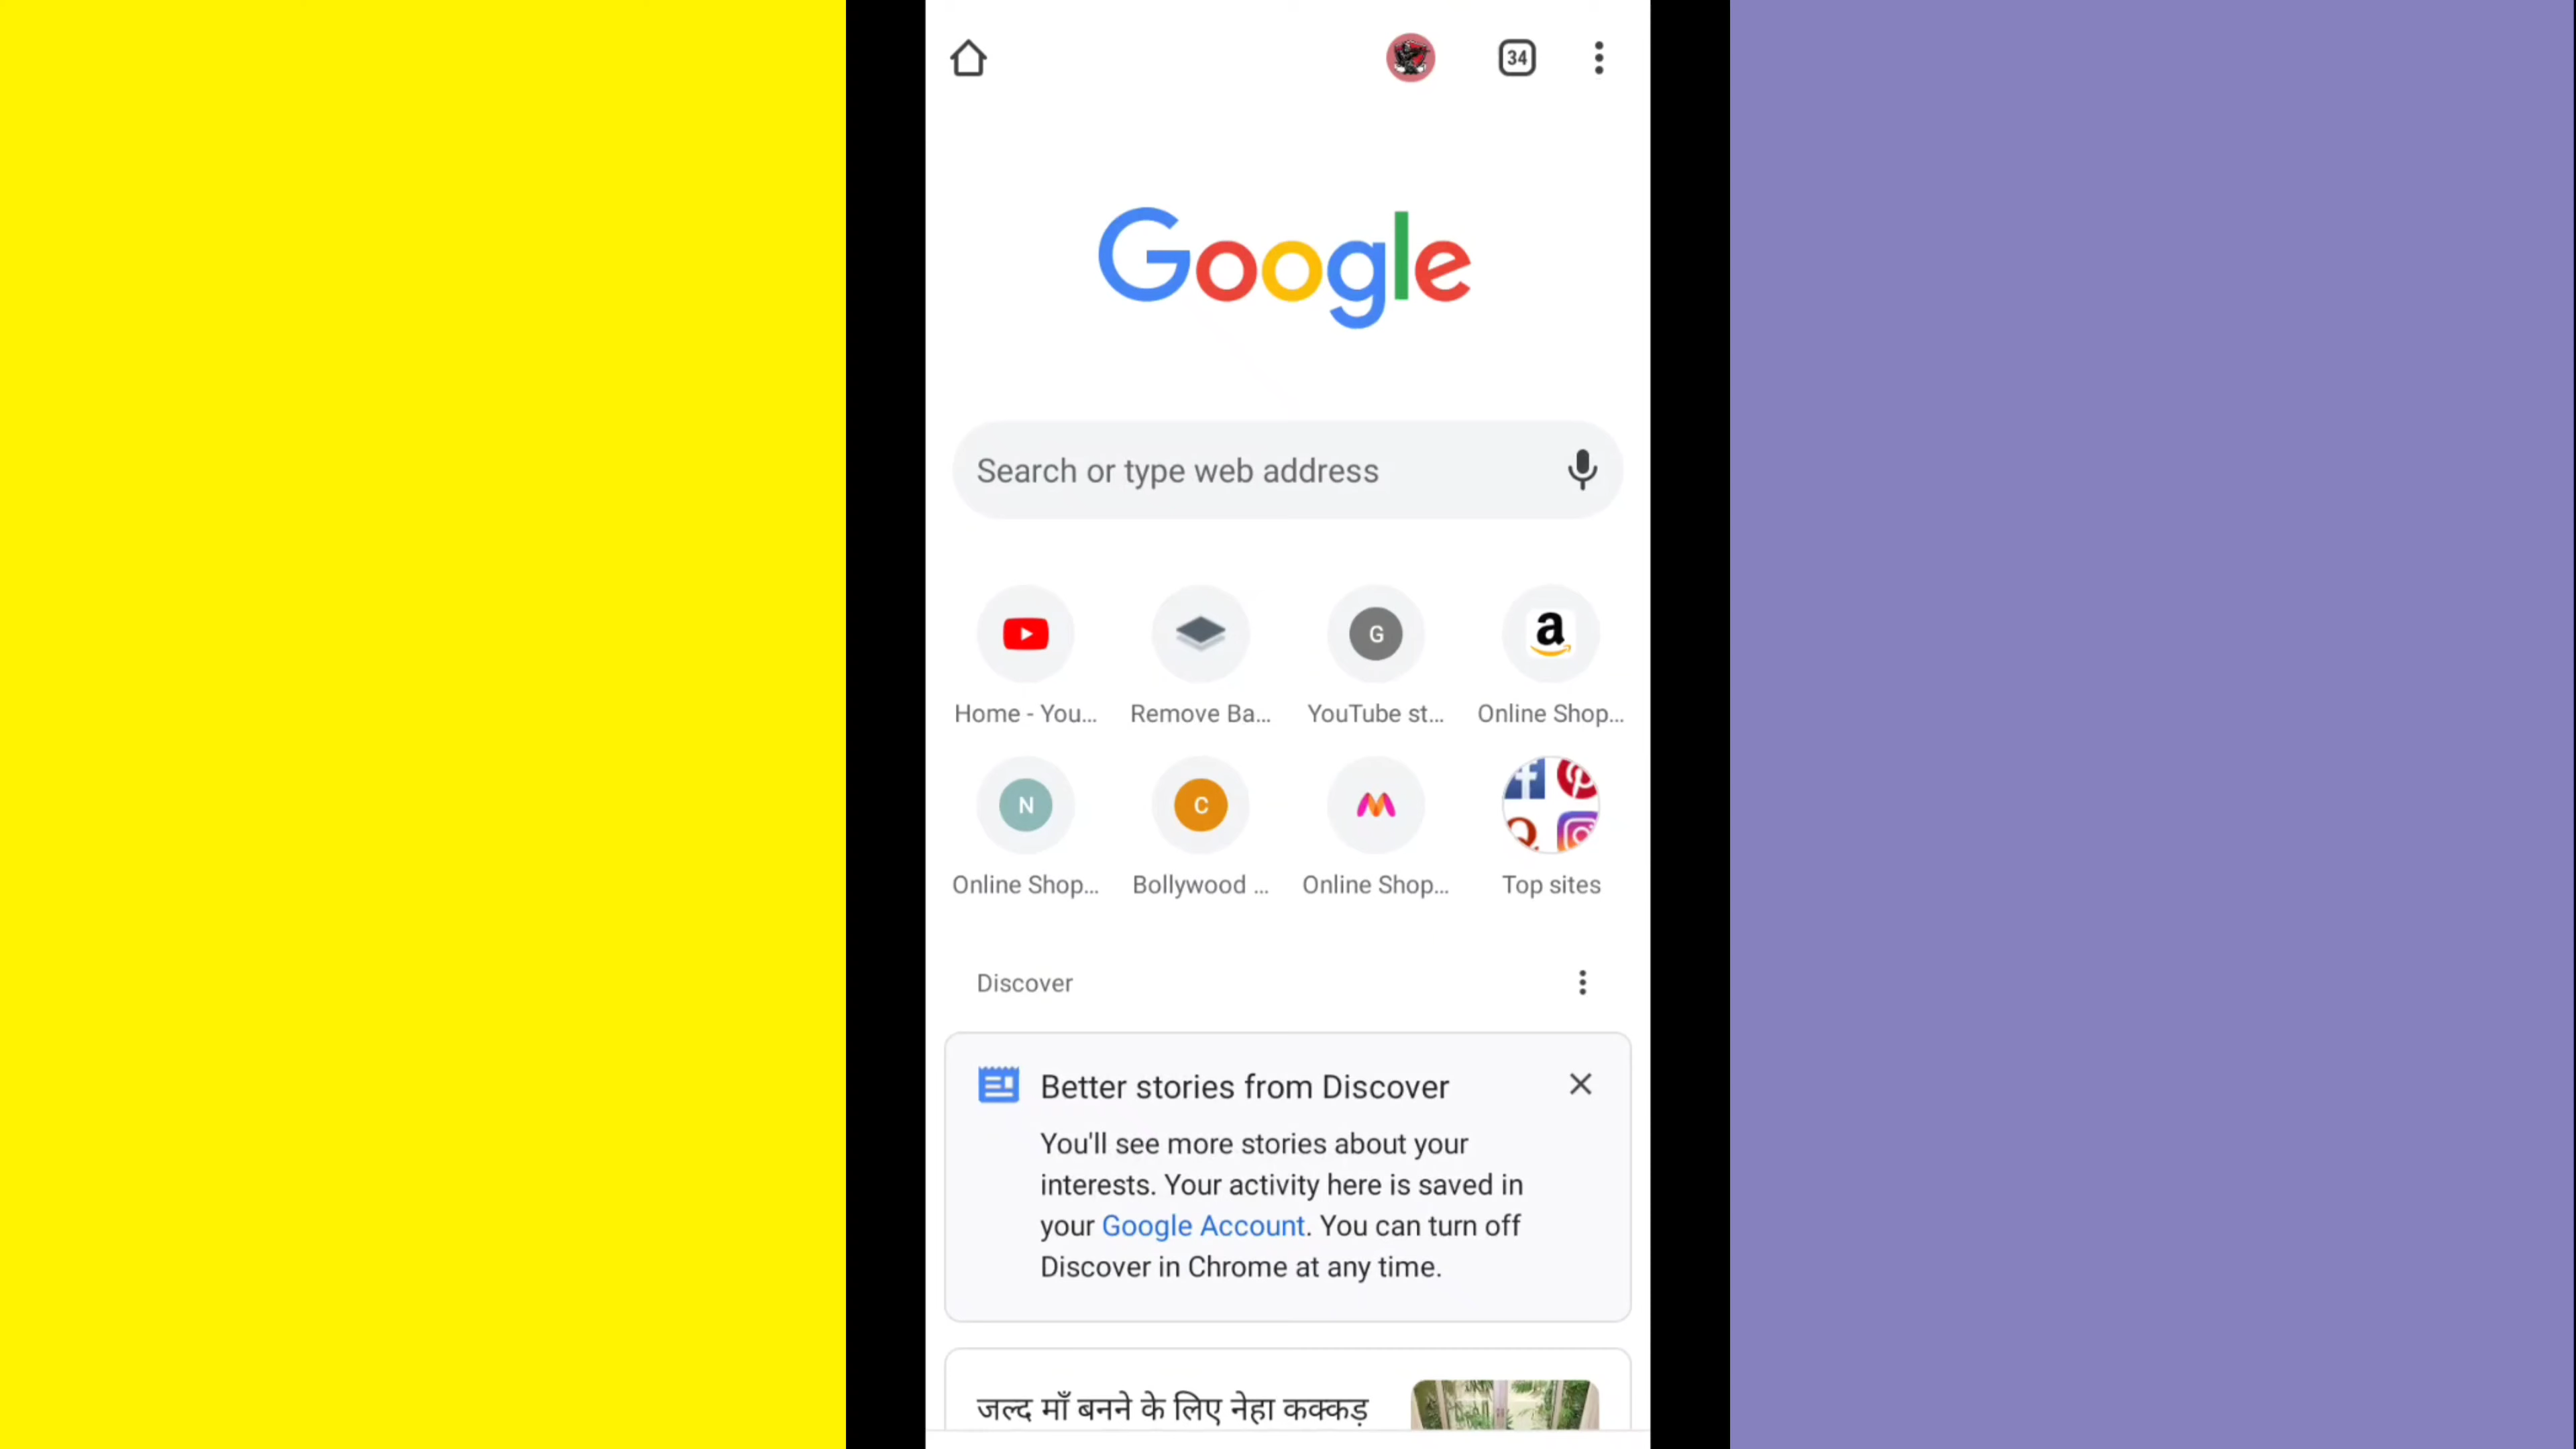 34
Google
Search or type web address
G
a
Home - You...
Remove Ba...
YouTube st...
Online Shop...
N
C
Online Shop...
Bollywood ...
Online Shop...
Top sites
Discover
Better stories from Discover
You'll see more stories about your
interests. Your activity here is saved in
your Google Account. You can turn off
Discover in Chrome at any time.
जल्द माँ बनने के लिए नेहा कक्कड़